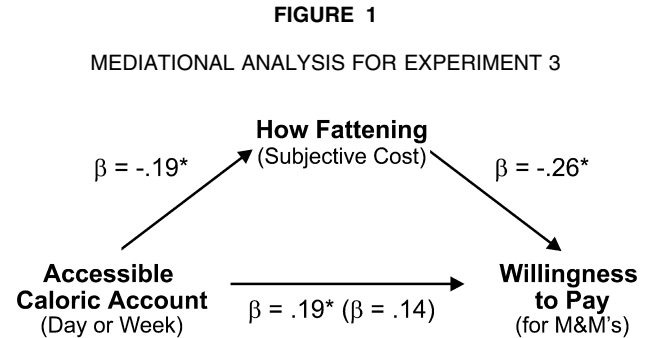 FIGURE 1
MEDIATIONAL ANALYSIS FOR EXPERIMENT 3
How Fattening
(Subjective Cost)
β = -.19*
β = -.26*
Accessible
Caloric Account
(Day or Week)
β = .19* (β = .14)
Willingness
to Pay
(for M&M's)